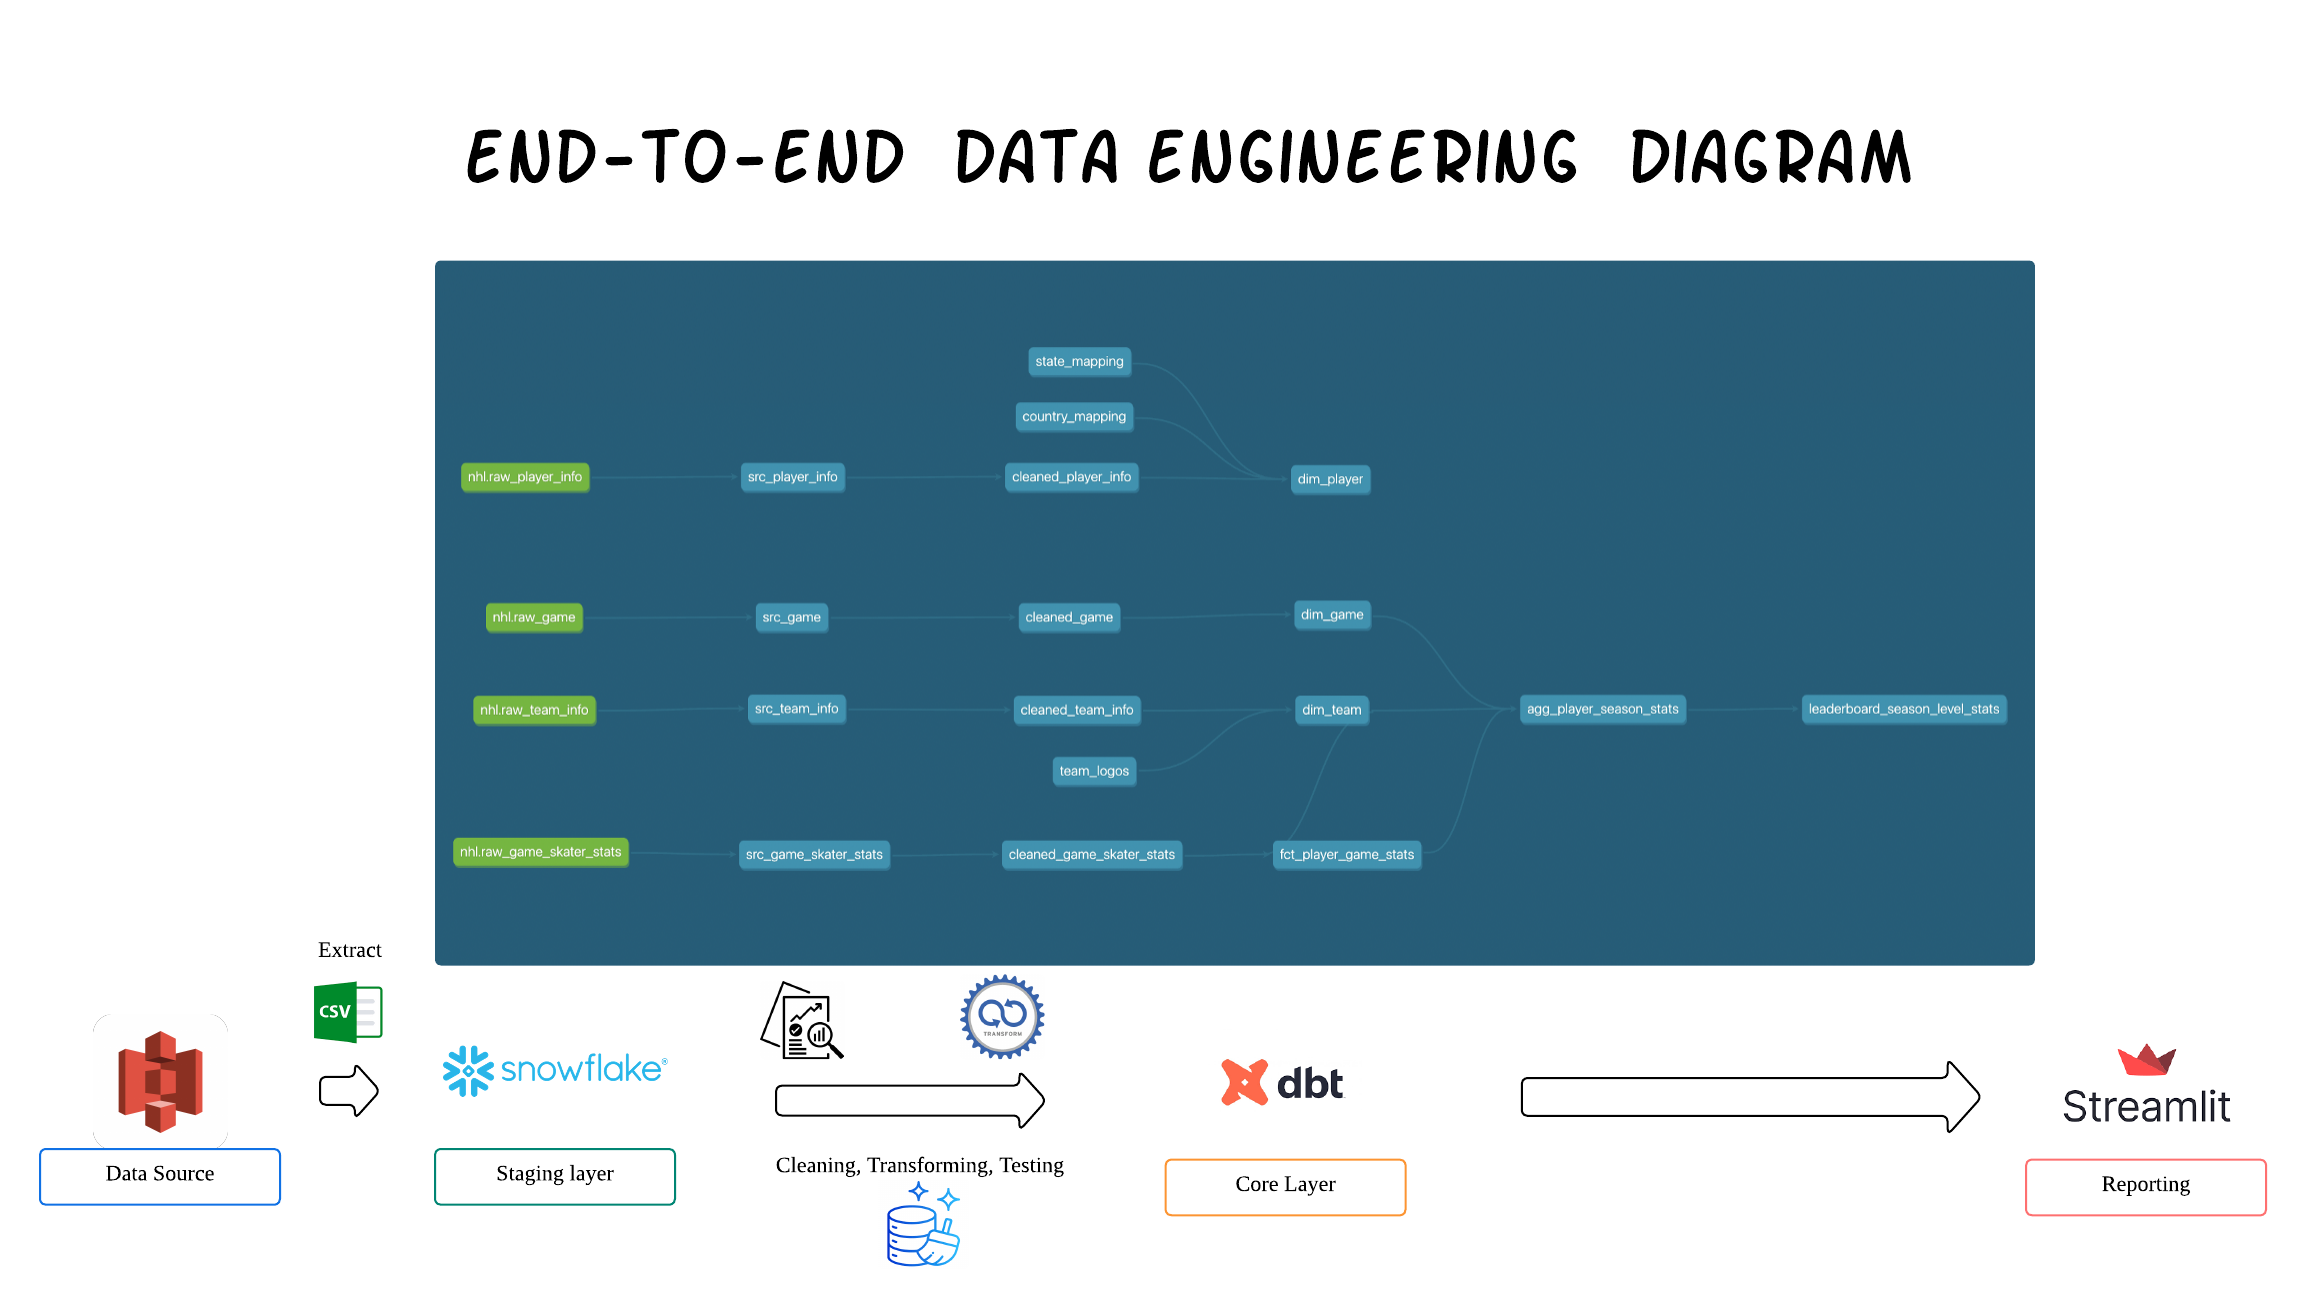 END-TO-END DATA ENGINEERING DIAGRAM
state_mapping
country_mapping
nhl.raw_player_info
src_player_info
cleaned_player_info
dim_player
nhl.raw_game
src_game
cleaned_game
dim_game
nhl.raw_team_info
src_team_info
cleaned_team_info
dim_team
agg_player_season_stats
leaderboard_season_level_stats
team_logos
nhl.raw_game_skater_stats
src_game_skater_stats
cleaned_game_skater_stats
fct_player_game_stats
Extract
CSV
TRANSFORM
snowflake®
dbt
Streamlit
Data Source
Staging layer
Cleaning, Transforming, Testing
Core Layer
Reporting